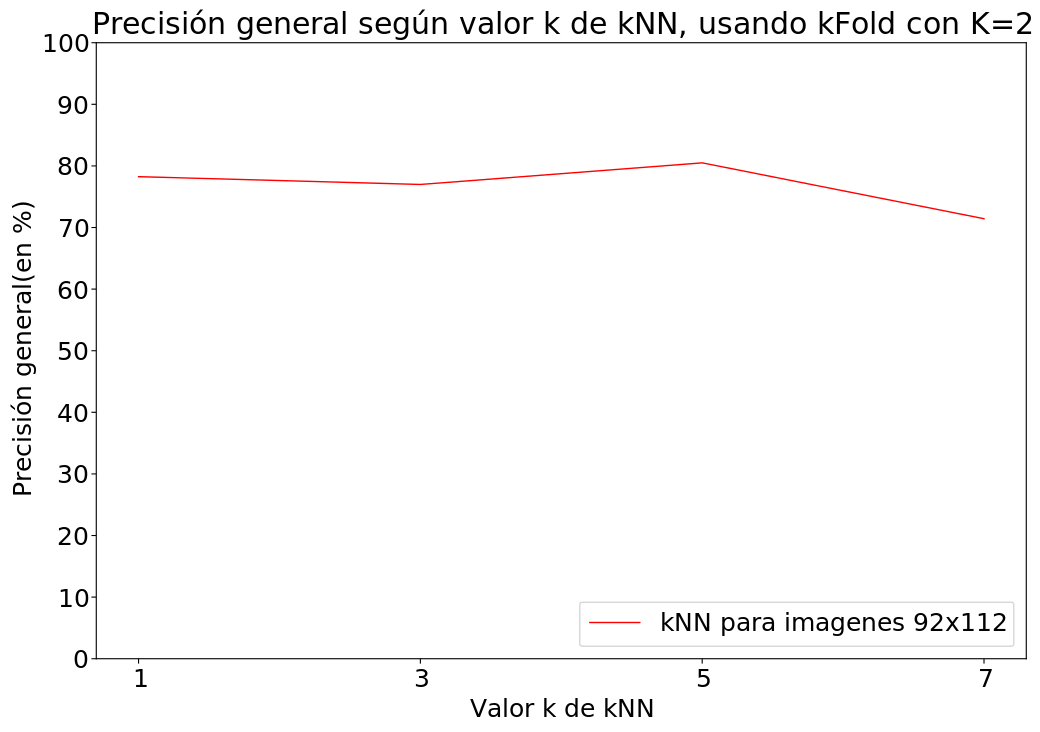 Precisión general según valor k de kNN, usando kFold con K=2
100
90
80
70
60
50
40
30
20
10
0
Precisión general(en %)
kNN para imagenes 92x112
1 3 5 7
Valor k de kNN